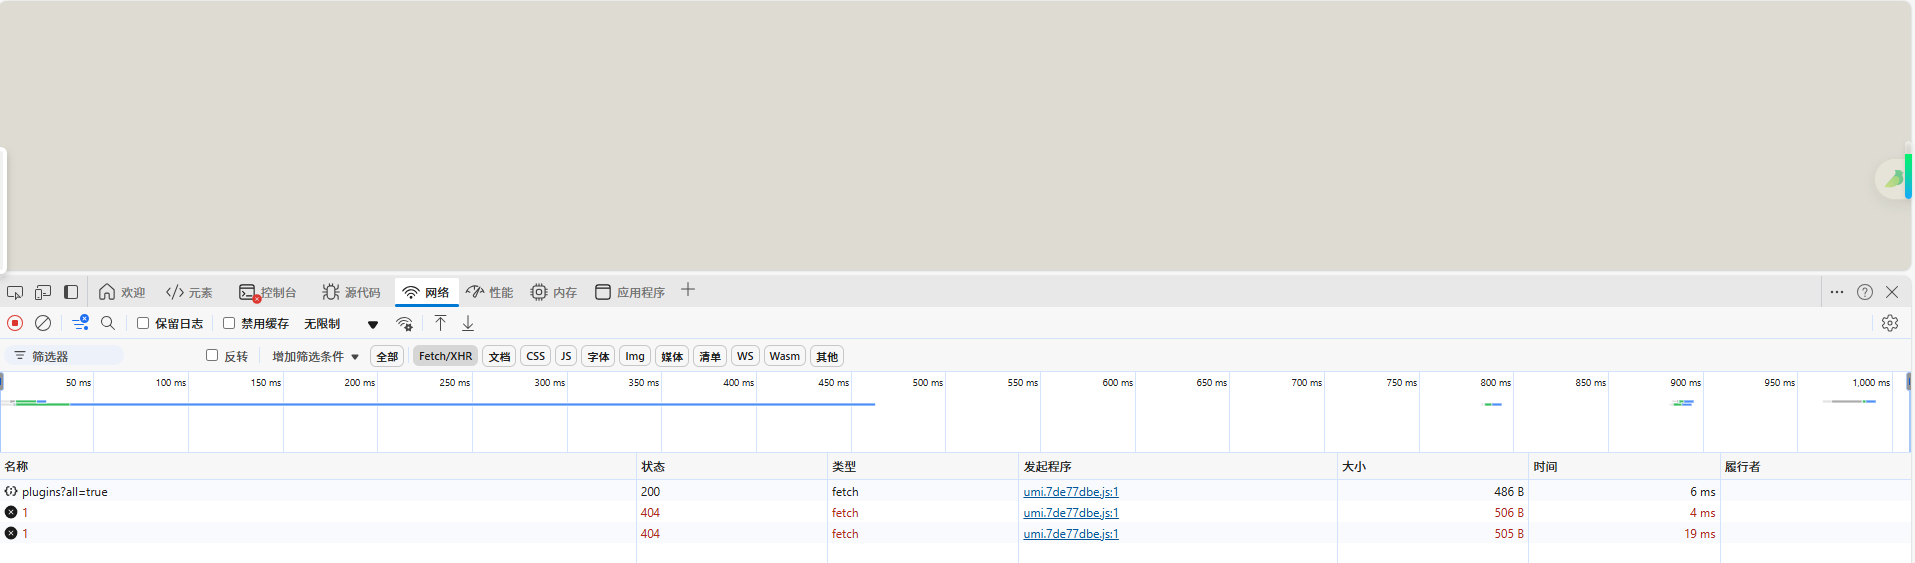 欢迎 元素 控制台 源代码 网络 性能 内存 应用程序
保留日志 禁用缓存 无限制
筛选器 反转 增加筛选条件 全部 Fetch/XHR 文档 CSS JS 字体 Img 媒体 清单 WS Wasm 其他
50 ms 100 ms 150 ms 200 ms 250 ms 300 ms 350 ms 400 ms 450 ms 500 ms 550 ms 600 ms 650 ms 700 ms 750 ms 800 ms 850 ms 900 ms 950 ms 1,000 ms
名称 状态 类型 发起程序 大小 时间 履行者
plugins?all=true 200 fetch umi.7de77dbe.js:1 486 B 6 ms
1 404 fetch umi.7de77dbe.js:1 506 B 4 ms
1 404 fetch umi.7de77dbe.js:1 505 B 19 ms